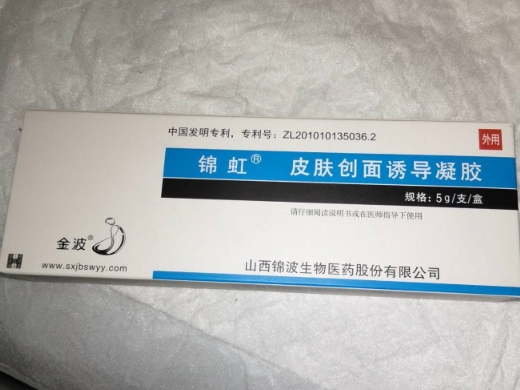 中国发明专利，专利号：ZL201010135036.2
外用
锦虹® 皮肤创面诱导凝胶
规格：5g/支/盒
请仔细阅读说明书或在医师指导下使用
金波®
www.sxjbswyy.com
山西锦波生物医药股份有限公司